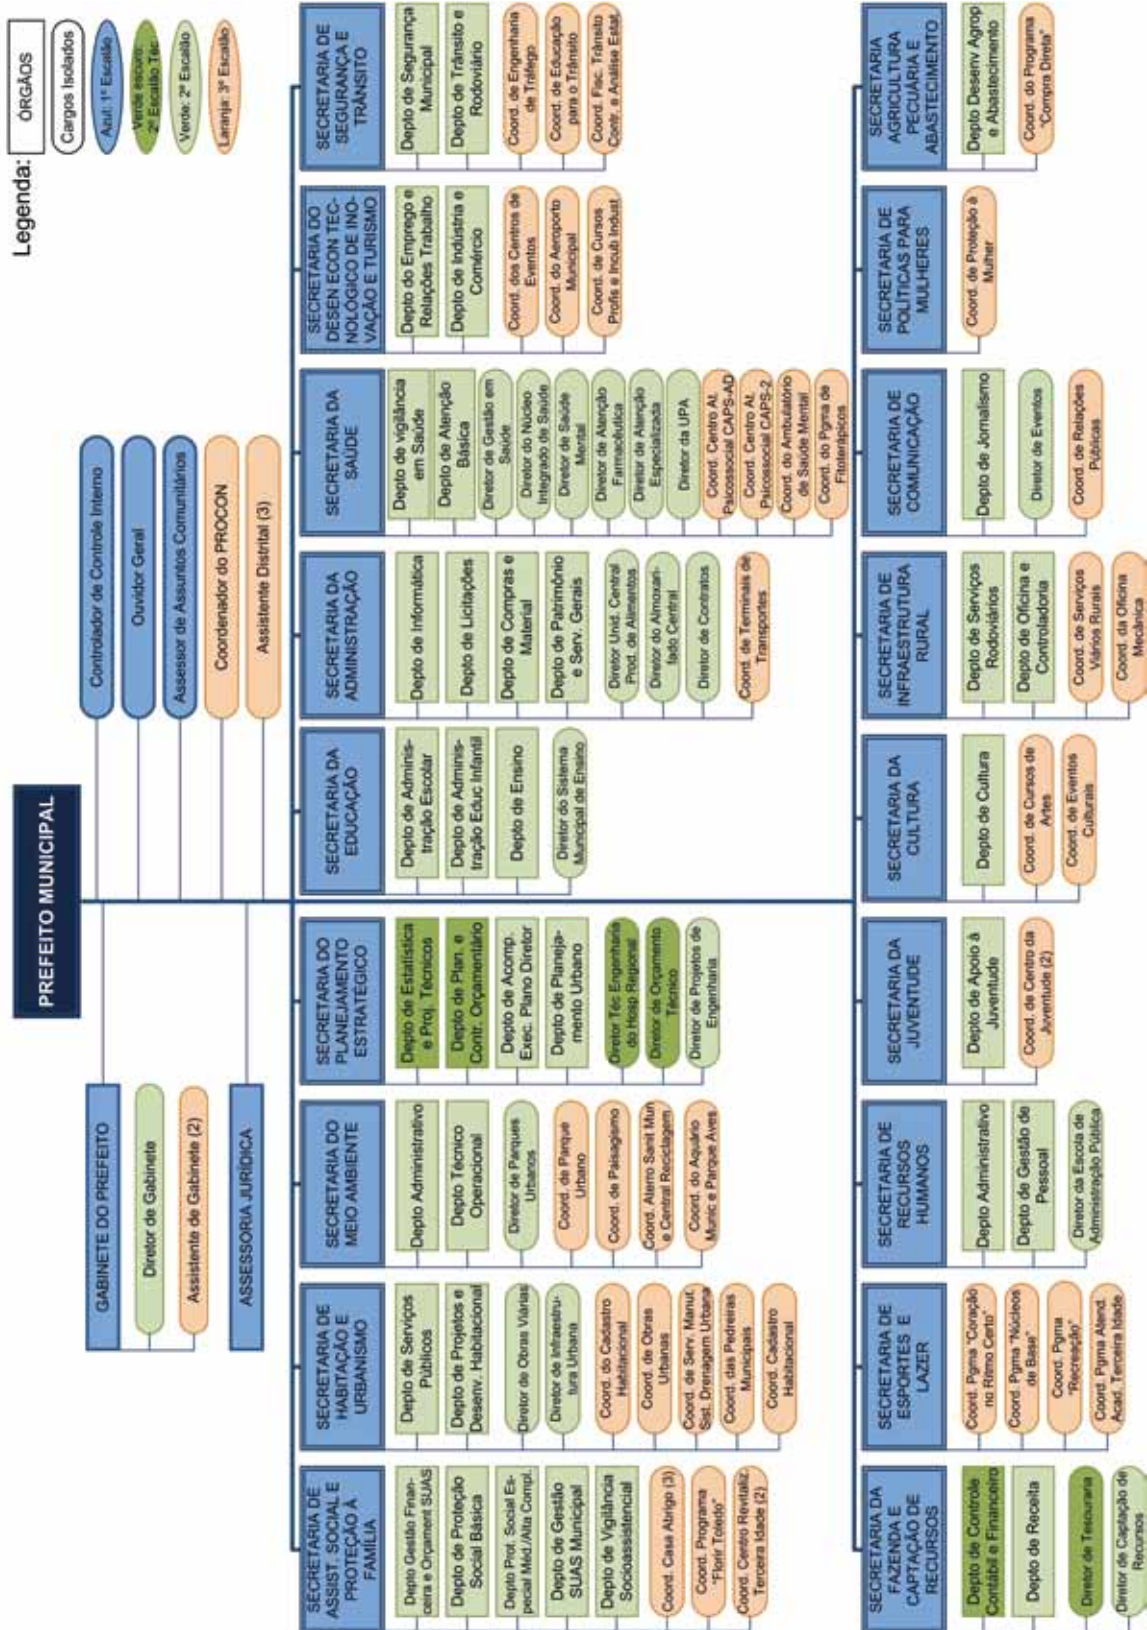 Legenda:
ÓRGÃOS
Cargos Isolados
Azul: 1º Escalão
Verde escuro:
2º Escalão Téc
Verde: 2º Escalão
Laranja: 3º Escalão
PREFEITO MUNICIPAL
GABINETE DO PREFEITO
Diretor de Gabinete
Assistente de Gabinete (2)
ASSESSORIA JURÍDICA
Controlador de Controle Interno
Ouvidor Geral
Assessor de Assuntos Comunitários
Coordenador do PROCON
Assistente Distrital (3)
SECRETARIA DE
ASSIST. SOCIAL E
PROTEÇÃO À
FAMÍLIA
Depto Gestão Finan-
ceira e Orçament SUAS
Depto de Proteção
Social Básica
Depto Prot. Social Es-
pecial Méd./Alta Compl.
Depto de Gestão
SUAS Municipal
Depto de Vigilância
Socioassistencial
Coord. Casa Abrigo (3)
Coord. Programa
"Florir Toledo"
Coord. Centro Revitaliz.
Terceira Idade (2)
SECRETARIA DE
HABITAÇÃO E
URBANISMO
Depto de Serviços
Públicos
Depto de Projetos e
Desenv. Habitacional
Diretor de Obras Viárias
Diretor de Infraestru-
tura Urbana
Coord. do Cadastro
Habitacional
Coord. de Obras
Urbanas
Coord. de Serv. Manut.
Sist. Drenagem Urbana
Coord. das Pedreiras
Municipais
Coord. Cadastro
Habitacional
SECRETARIA DO
MEIO AMBIENTE
Depto Administrativo
Depto Técnico
Operacional
Diretor de Parques
Urbanos
Coord. de Parque
Urbano
Coord. de Paisagismo
Coord. Aterro Sanit Mun
e Central Reciclagem
Coord. do Aquário
Munic e Parque Aves
SECRETARIA DO
PLANEJAMENTO
ESTRATÉGICO
Depto de Estatística
e Proj. Técnicos
Depto de Plan. e
Contr. Orçamentário
Depto de Acomp.
Exec. Plano Diretor
Depto de Planeja-
mento Urbano
Diretor Téc Engenharia
do Hosp Regional
Diretor de Orçamento
Técnico
Diretor de Projetos de
Engenharia
SECRETARIA DA
EDUCAÇÃO
Depto de Adminis-
tração Escolar
Depto de Adminis-
tração Educ Infantil
Depto de Ensino
Diretor do Sistema
Municipal de Ensino
SECRETARIA DA
ADMINISTRAÇÃO
Depto de Informática
Depto de Licitações
Depto de Compras e
Material
Depto de Patrimônio
e Serv. Gerais
Diretor Unid. Central
Prod. de Alimentos
Diretor do Almoxari-
fado Central
Diretor de Contratos
Coord. de Terminais de
Transportes
SECRETARIA DA
SAÚDE
Depto de vigilância
em Saúde
Depto de Atenção
Básica
Diretor de Gestão em
Saúde
Diretor do Núcleo
Integrado de Saúde
Diretor de Saúde
Mental
Diretor de Atenção
Farmacêutica
Diretor de Atenção
Especializada
Diretor da UPA
Coord. Centro At.
Psicossocial CAPS-AD
Coord. Centro At.
Psicossocial CAPS-2
Coord. do Ambulatório
de Saúde Mental
Coord. do Pgma de
Fitoterápicos
SECRETARIA DO
DESEN ECON TEC-
NOLÓGICO DE INO-
VAÇÃO E TURISMO
Depto do Emprego e
Relações Trabalho
Depto de Indústria e
Comércio
Coord. dos Centros de
Eventos
Coord. do Aeroporto
Municipal
Coord. de Cursos
Profis e Incub Indust.
SECRETARIA DE
SEGURANÇA E
TRÂNSITO
Depto de Segurança
Municipal
Depto de Trânsito e
Rodoviário
Coord. de Engenharia
de Tráfego
Coord. de Educação
para o Trânsito
Coord. Fisc. Trânsito
Contr. e Análise Estat.
SECRETARIA DA
FAZENDA E
CAPTAÇÃO DE
RECURSOS
Depto de Controle
Contábil e Financeiro
Depto de Receita
Diretor de Tesouraria
Diretor de Captação de
Recursos
SECRETARIA DE
ESPORTES E
LAZER
Coord. Pgma "Coração
no Ritmo Certo"
Coord. Pgma "Núcleos
de Base"
Coord. Pgma
"Recreação"
Coord. Pgma Atend.
Acad. Terceira Idade
SECRETARIA DE
RECURSOS
HUMANOS
Depto Administrativo
Depto de Gestão de
Pessoal
Diretor da Escola de
Administração Pública
SECRETARIA DA
JUVENTUDE
Depto de Apoio à
Juventude
Coord. de Centro da
Juventude (2)
SECRETARIA DA
CULTURA
Depto de Cultura
Coord. de Cursos de
Artes
Coord. de Eventos
Culturais
SECRETARIA DE
INFRAESTRUTURA
RURAL
Depto de Serviços
Rodoviários
Depto de Oficina e
Controladoria
Coord. de Serviços
Viários Rurais
Coord. da Oficina
Mecânica
SECRETARIA DE
COMUNICAÇÃO
Depto de Jornalismo
Diretor de Eventos
Coord. de Relações
Públicas
SECRETARIA DE
POLÍTICAS PARA
MULHERES
Coord. de Proteção à
Mulher
SECRETARIA
AGRICULTURA
PECUÁRIA E
ABASTECIMENTO
Depto Desenv Agrop
e Abastecimento
Coord. do Programa
"Compra Direta"